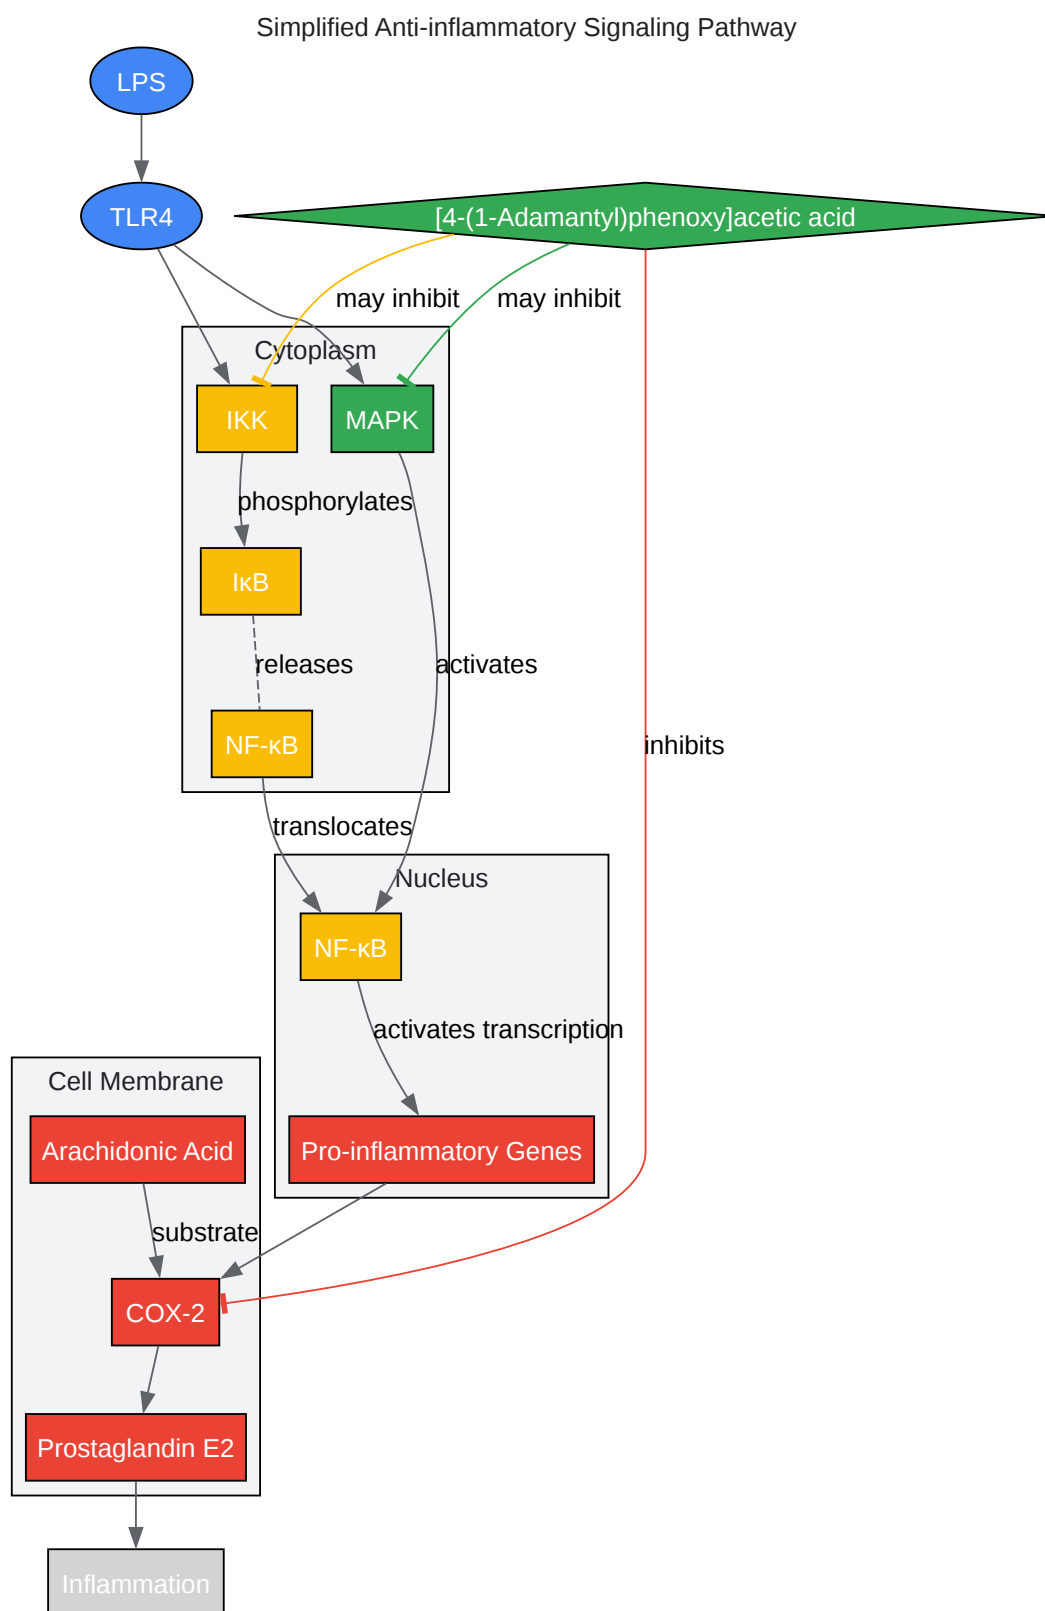 Simplified Anti-inflammatory Signaling Pathway
LPS
TLR4
[4-(1-Adamantyl)phenoxy]acetic acid
may inhibit
may inhibit
Cytoplasm
IKK
MAPK
phosphorylates
IκB
releases
activates
NF-κB
inhibits
translocates
Nucleus
NF-κB
activates transcription
Cell Membrane
Arachidonic Acid
Pro-inflammatory Genes
substrate
COX-2
Prostaglandin E2
Inflammation